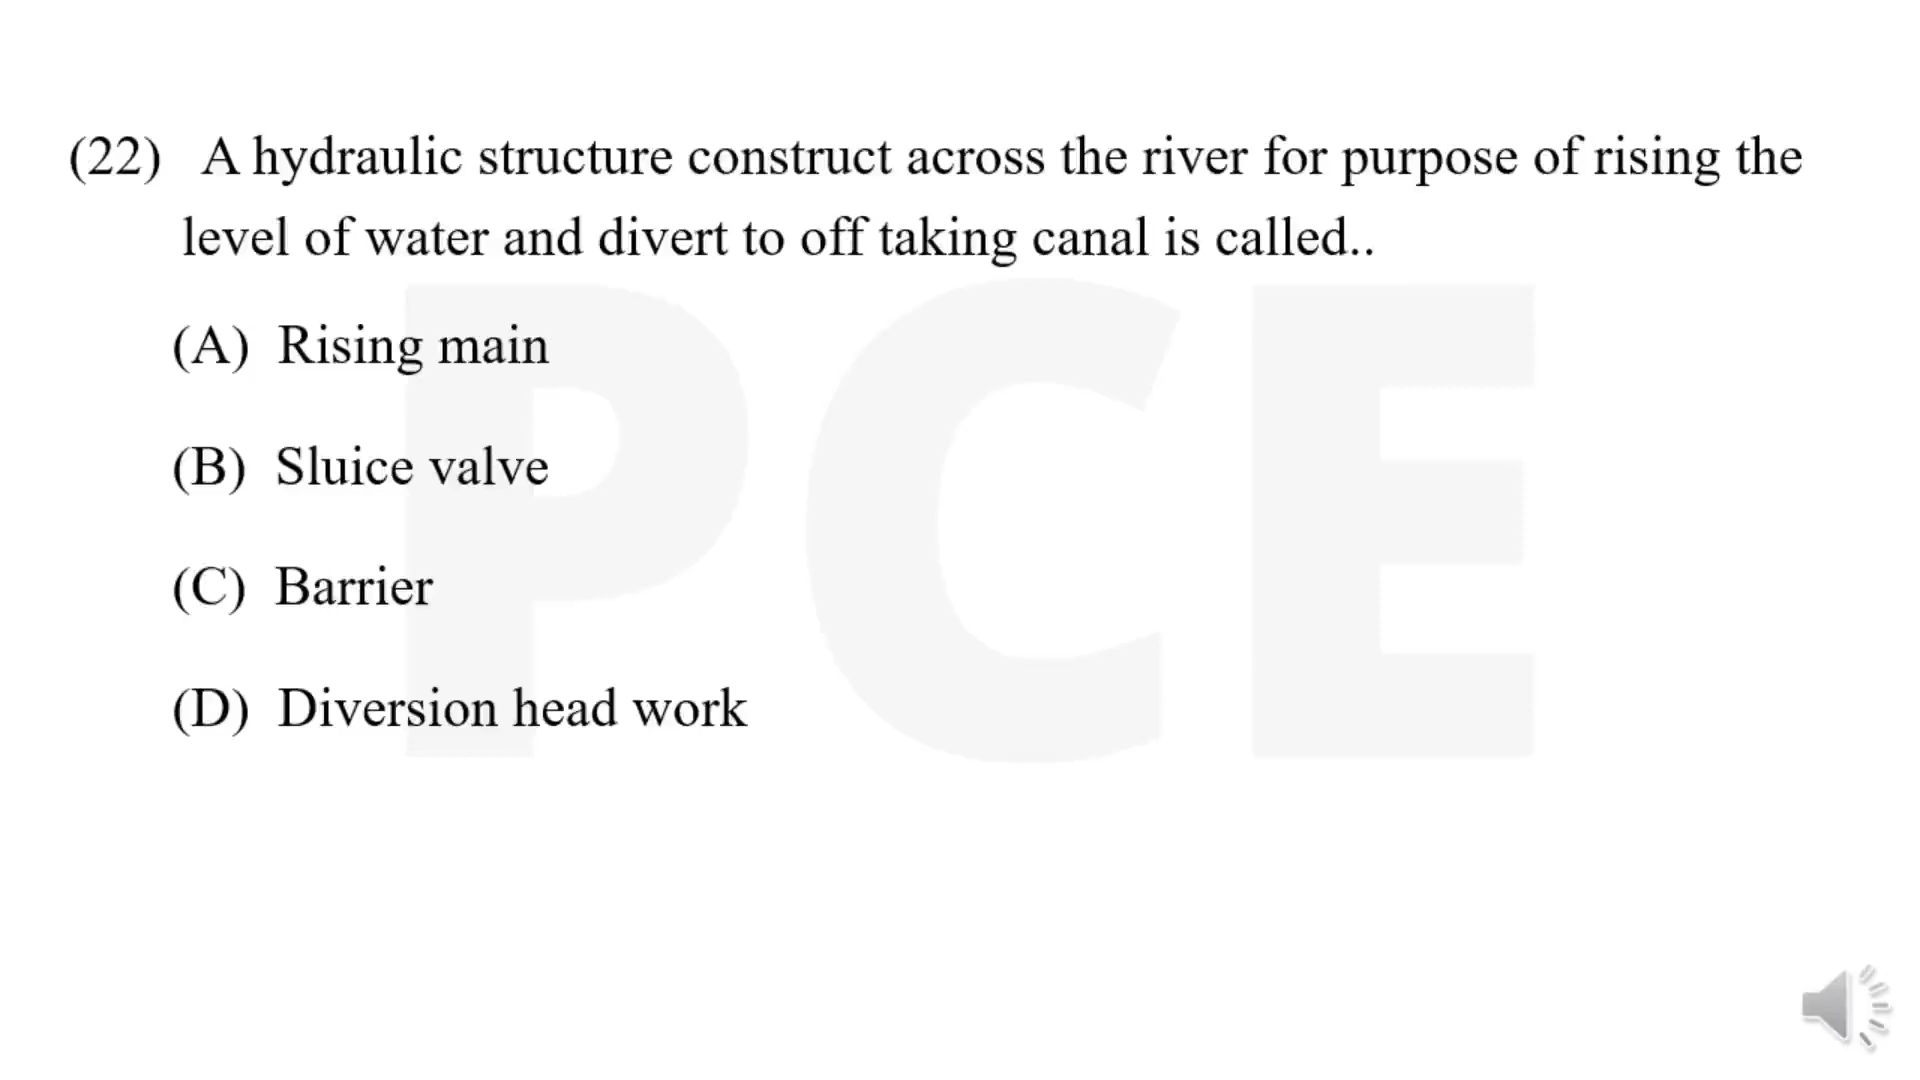 (22) A hydraulic structure construct across the river for purpose of rising the
level of water and divert to off taking canal is called..
(A) Rising main
(B) Sluice valve
(C) Barrier
(D) Diversion head work
PCE